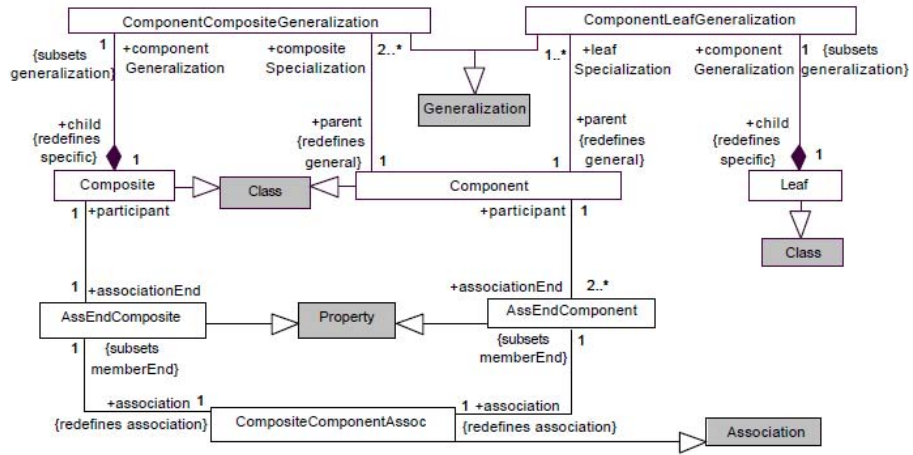 ComponentCompositeGeneralization
ComponentLeafGeneralization
1
{subsets
generalization}
+component
Generalization
+composite
Specialization
2..*
1..*
+leaf
Specialization
+component
Generalization
1
{subsets
generalization}
Generalization
+child
{redefines
specific}
1
+parent
{redefines
general}
1
+parent
{redefines
general}
1
+child
{redefines
specific}
1
Composite
Class
Component
Leaf
1
+participant
+participant
1
Class
1
+associationEnd
+associationEnd
2..*
AssEndComposite
Property
AssEndComponent
1
{subsets
memberEnd}
{subsets
memberEnd}
1
+association
1
{redefines association}
CompositeComponentAssoc
1
+association
{redefines association}
Association